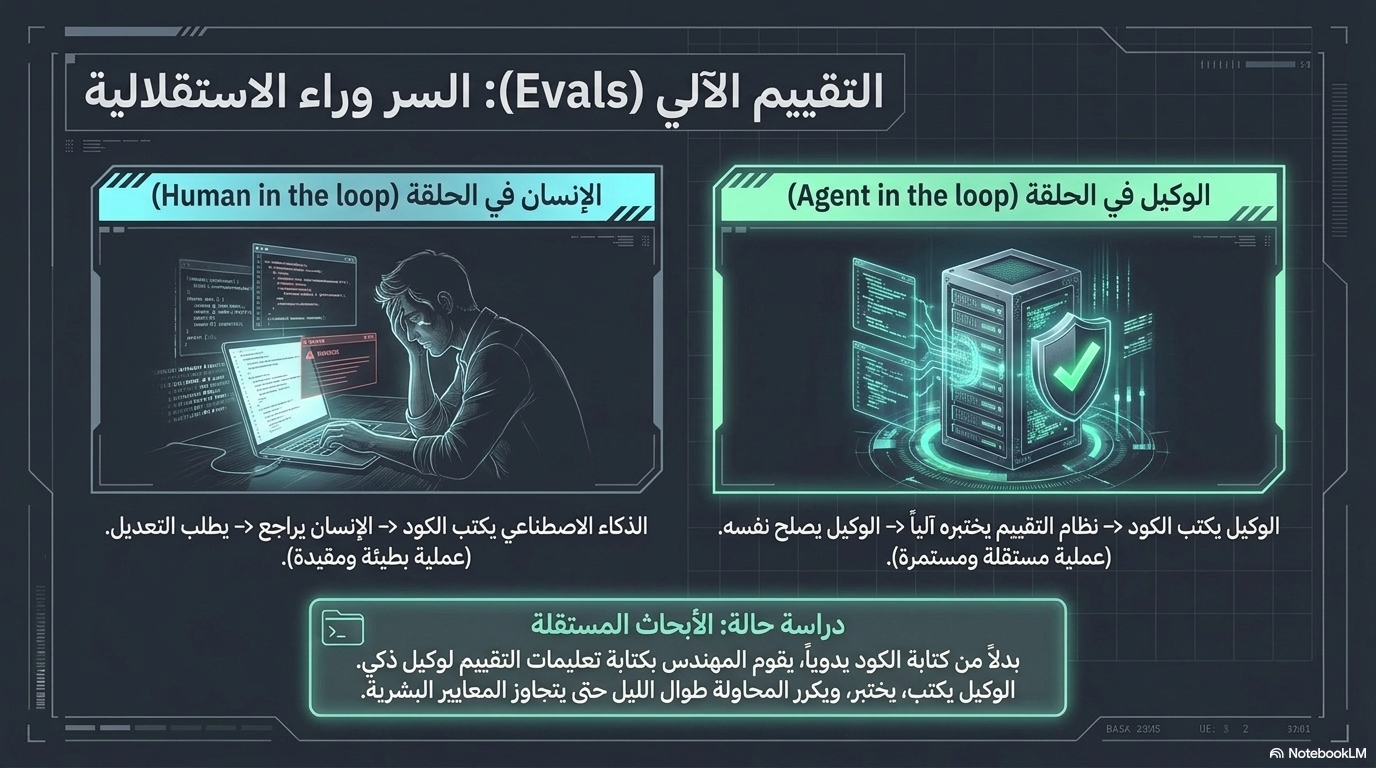 التقييم الآلي (Evals): السر وراء الاستقلالية
الوكيل في الحلقة (Agent in the loop)
الوكيل يكتب الكود -> نظام التقييم يختبره آلياً -> الوكيل يصلح نفسه.
(عملية مستقلة ومستمرة).
الإنسان في الحلقة (Human in the loop)
الذكاء الاصطناعي يكتب الكود -> الإنسان يراجع -> يطلب التعديل.
(عملية بطيئة ومقيدة).
دراسة حالة: الأبحاث المستقلة
بدلاً من كتابة الكود يدوياً، يقوم المهندس بكتابة تعليمات التقييم لوكيل ذكي.
الوكيل يكتب، يختبر، ويكرر المحاولة طوال الليل حتى يتجاوز المعايير البشرية.
NotebookLM